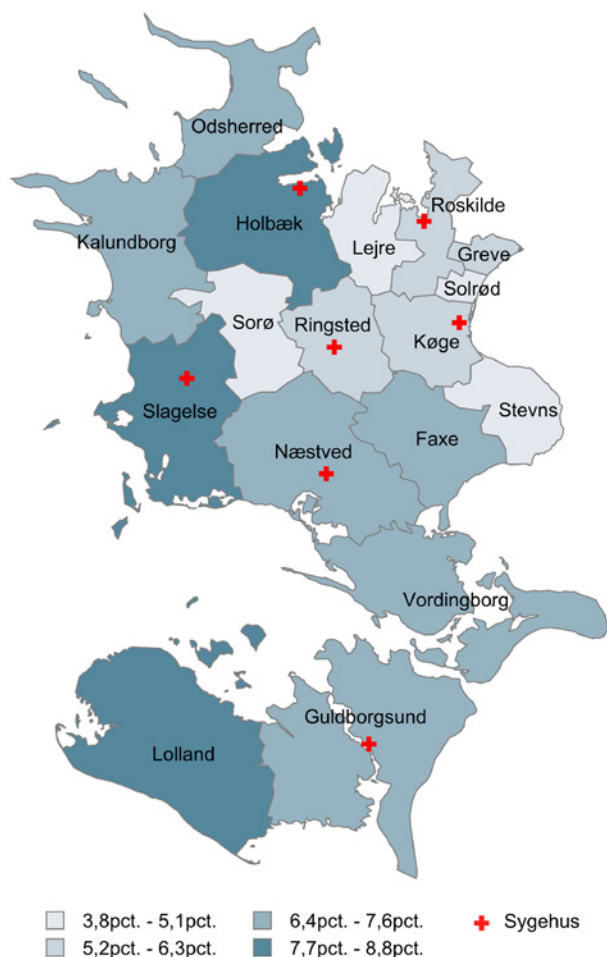 Odsherred
Holbæk
Roskilde
Kalundborg
Lejre
Greve
Solrød
Sorø
Ringsted
Køge
Slagelse
Stevns
Faxe
Næstved
Vordingborg
Guldborgsund
Lolland
3,8pct. - 5,1pct.
6,4pct. - 7,6pct.
Sygehus
5,2pct. - 6,3pct.
7,7pct. - 8,8pct.